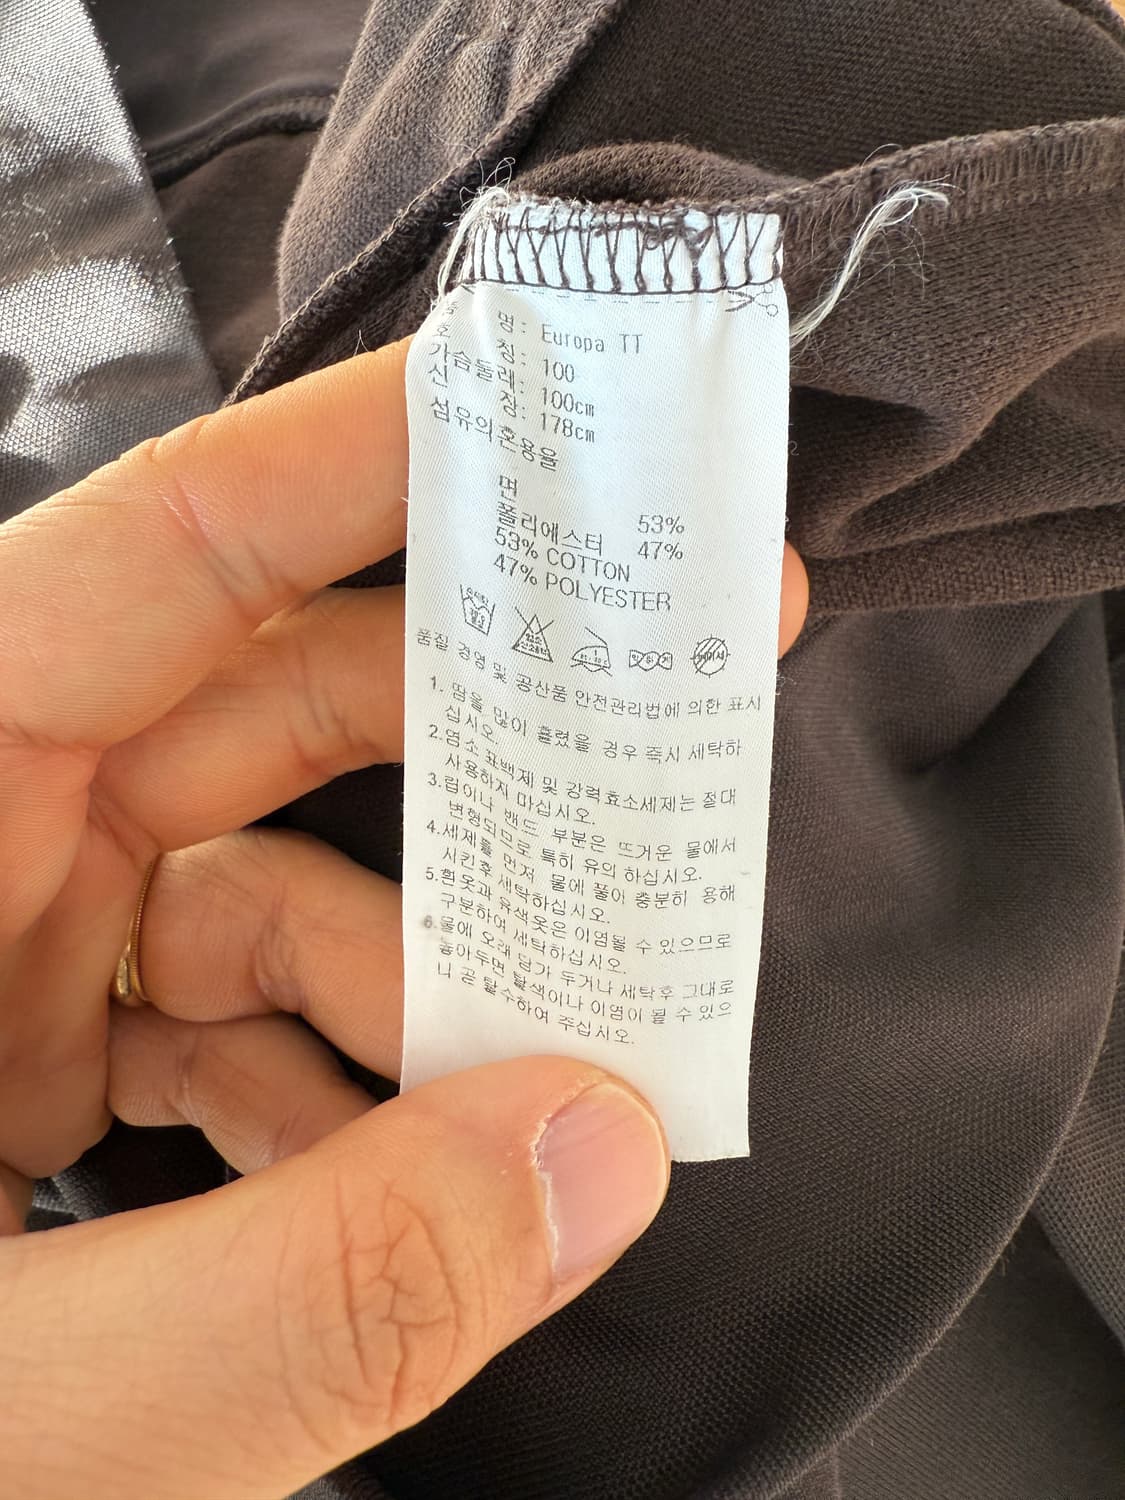 명: Europa TT
호 칭: 100
가슴둘레: 100cm
신 장: 178cm
섬유의혼용율
면 53%
폴리에스터 47%
53% COTTON
47% POLYESTER
드라이
품질 경영 및 공산품 안전관리법에 의한 표시
1. 땀을 많이 흘렸을 경우 즉시 세탁하
십시오.
2.염소 표백제 및 강력효소세제는 절대
사용하지 마십시오.
3.립이나 밴드 부분은 뜨거운 물에서
변형되므로 특히 유의 하십시오.
4.세제를 먼저 물에 풀어 충분히 용해
시킨후 세탁하십시오.
5.흰옷과 유색옷은 이염될 수 있으므로
구분하여 세탁하십시오.
6.물에 오래 담가 두거나 세탁후 그대로
놓아두면 탈색이나 이염이 될 수 있으
니 곧 탈수하여 주십시오.